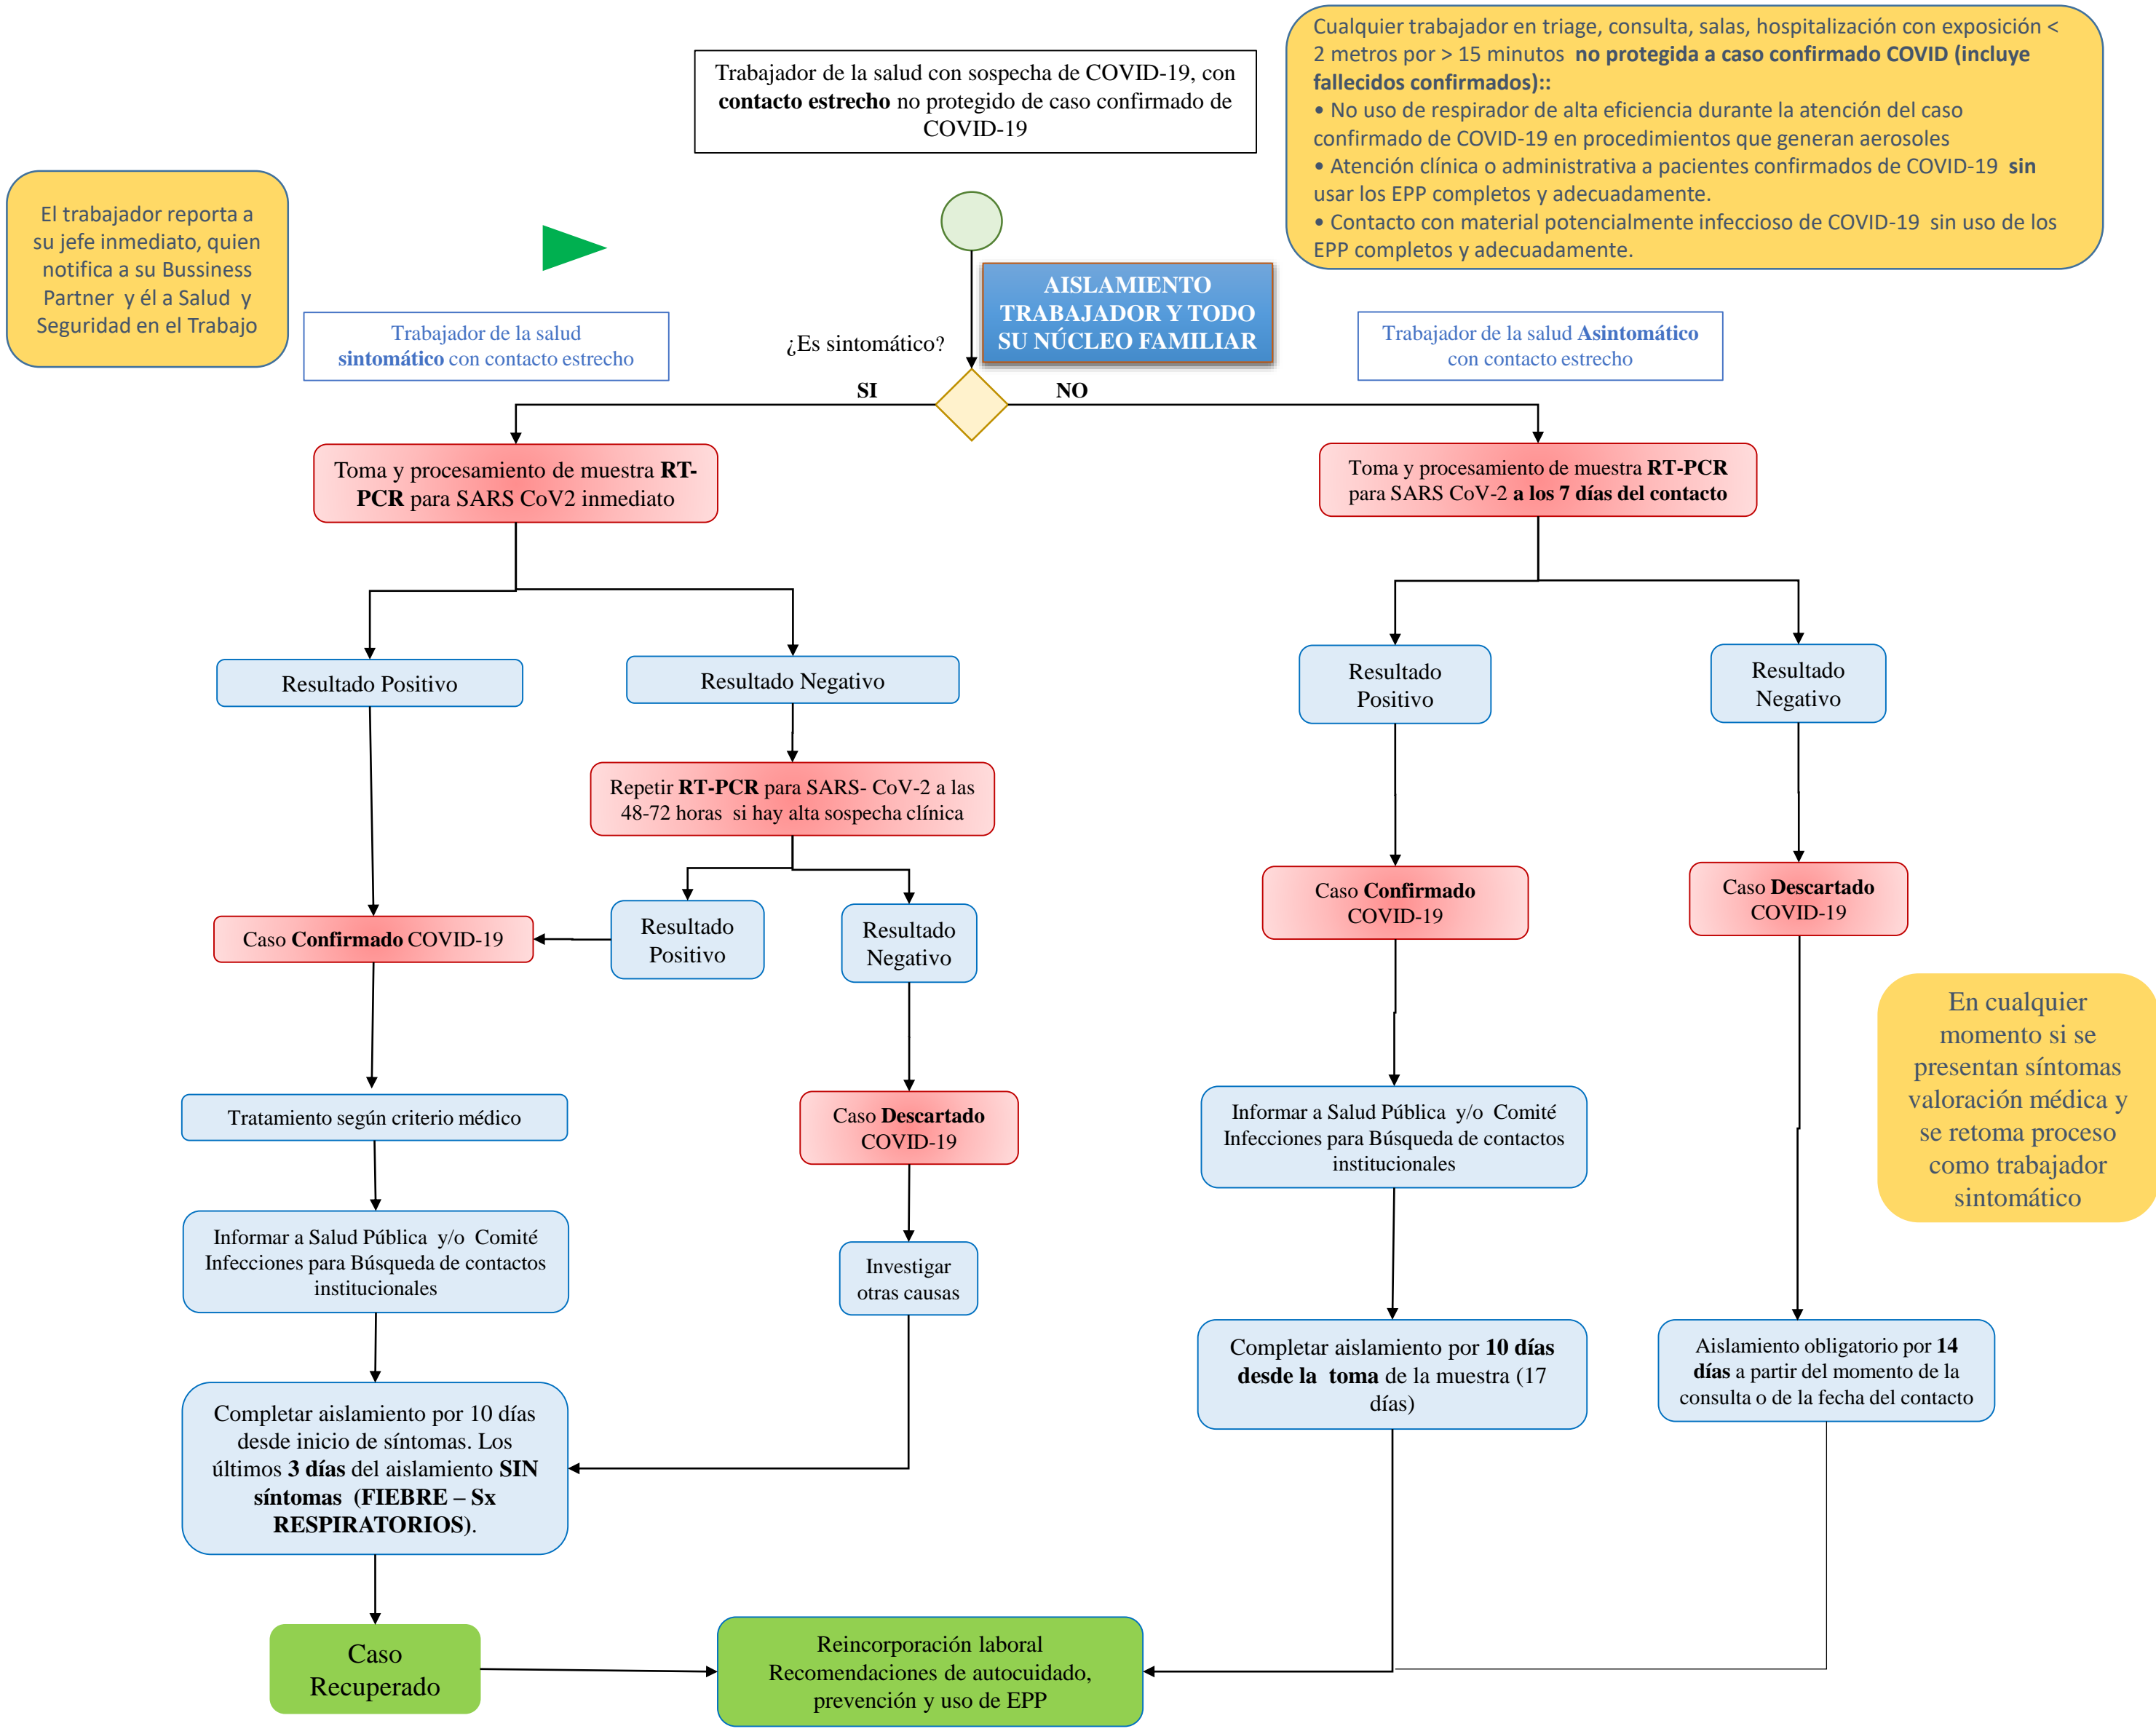 Trabajador de la salud con sospecha de COVID-19, con
contacto estrecho no protegido de caso confirmado de
COVID-19
Cualquier trabajador en triage, consulta, salas, hospitalización con exposición <
2 metros por > 15 minutos no protegida a caso confirmado COVID (incluye
fallecidos confirmados)::
• No uso de respirador de alta eficiencia durante la atención del caso
confirmado de COVID-19 en procedimientos que generan aerosoles
• Atención clínica o administrativa a pacientes confirmados de COVID-19 sin
usar los EPP completos y adecuadamente.
• Contacto con material potencialmente infeccioso de COVID-19 sin uso de los
EPP completos y adecuadamente.
El trabajador reporta a
su jefe inmediato, quien
notifica a su Bussiness
Partner y él a Salud y
Seguridad en el Trabajo
AISLAMIENTO
TRABAJADOR Y TODO
SU NÚCLEO FAMILIAR
Trabajador de la salud
sintomático con contacto estrecho
¿Es sintomático?
Trabajador de la salud Asintomático
con contacto estrecho
SI
NO
Toma y procesamiento de muestra RT-
PCR para SARS CoV2 inmediato
Toma y procesamiento de muestra RT-PCR
para SARS CoV-2 a los 7 días del contacto
Resultado Positivo
Resultado Negativo
Resultado
Positivo
Resultado
Negativo
Repetir RT-PCR para SARS- CoV-2 a las
48-72 horas si hay alta sospecha clínica
Caso Confirmado COVID-19
Resultado
Positivo
Resultado
Negativo
Caso Confirmado
COVID-19
Caso Descartado
COVID-19
En cualquier
momento si se
presentan síntomas
valoración médica y
se retoma proceso
como trabajador
sintomático
Tratamiento según criterio médico
Caso Descartado
COVID-19
Informar a Salud Pública y/o Comité
Infecciones para Búsqueda de contactos
institucionales
Informar a Salud Pública y/o Comité
Infecciones para Búsqueda de contactos
institucionales
Investigar
otras causas
Completar aislamiento por 10 días
desde la toma de la muestra (17
días)
Aislamiento obligatorio por 14
días a partir del momento de la
consulta o de la fecha del contacto
Completar aislamiento por 10 días
desde inicio de síntomas. Los
últimos 3 días del aislamiento SIN
síntomas (FIEBRE – Sx
RESPIRATORIOS).
Caso
Recuperado
Reincorporación laboral
Recomendaciones de autocuidado,
prevención y uso de EPP